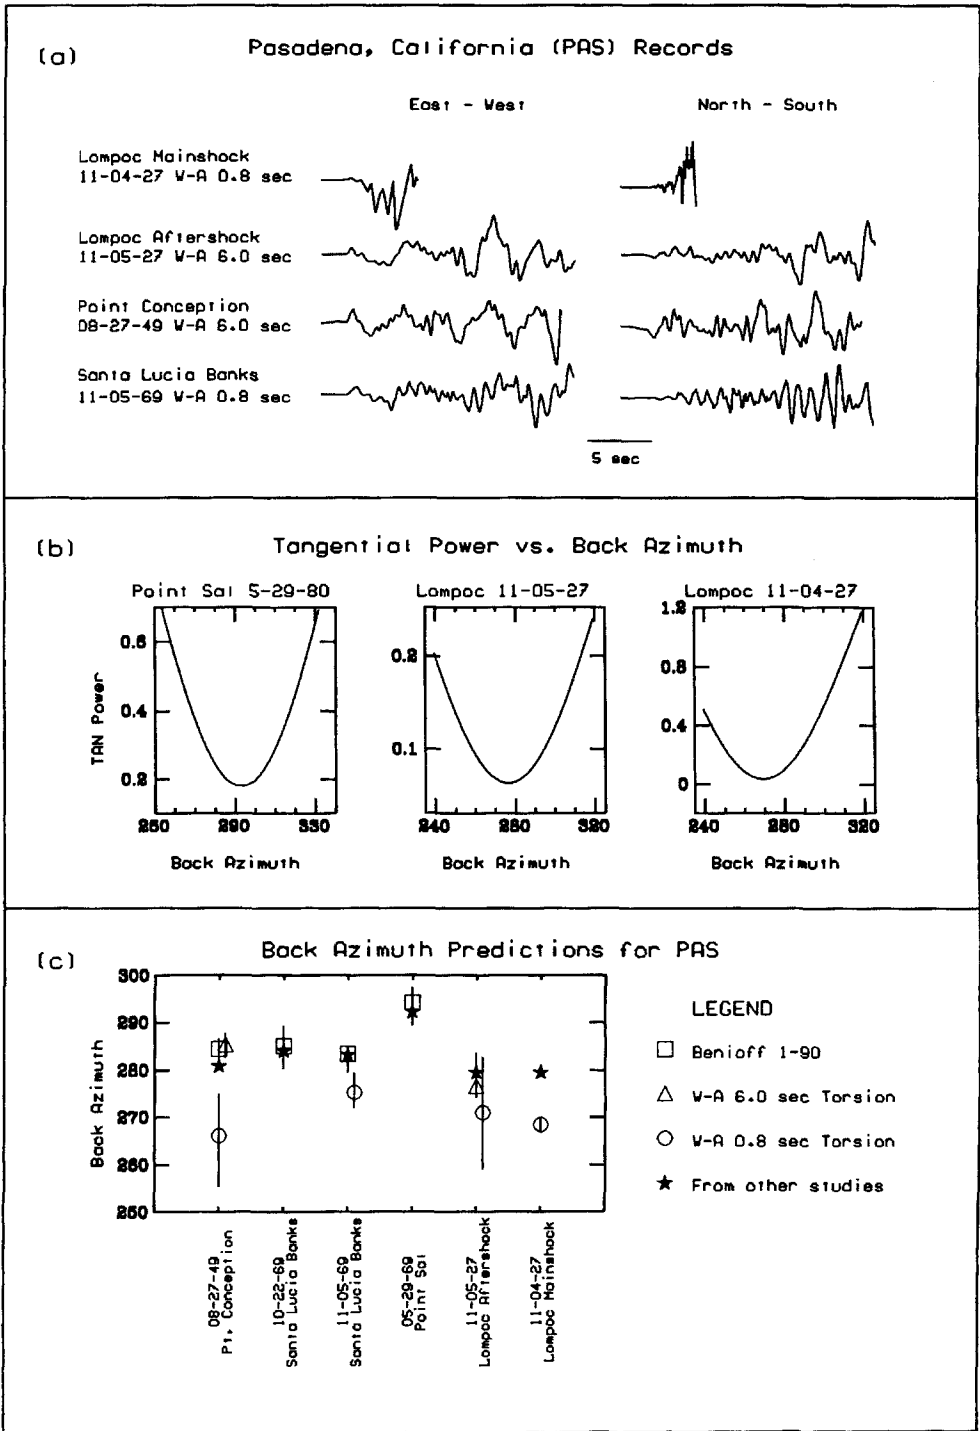 (a)
Pasadena, California (PAS) Records
East - West
North - South
Lompoc Mainshock
11-04-27 W-A 0.8 sec
Lompoc Aftershock
11-05-27 W-A 6.0 sec
Point Conception
08-27-49 W-A 6.0 sec
Santa Lucia Banks
11-05-69 W-A 0.8 sec
5 sec
(b)
Tangential Power vs. Back Azimuth
Point Sal 5-29-80
Lompoc 11-05-27
Lompoc 11-04-27
TAN Power
0.6
0.4
0.2
250
290
330
Back Azimuth
0.2
0.1
240
280
320
Back Azimuth
1.2
0.8
0.4
0
240
280
320
Back Azimuth
(c)
Back Azimuth Predictions for PAS
Back Azimuth
300
290
280
270
260
250
08-27-49
Pt. Conception
10-22-69
Santa Lucia Banks
11-05-69
Santa Lucia Banks
05-29-69
Point Sal
11-05-27
Lompoc Aftershock
11-04-27
Lompoc Mainshock
LEGEND
Benioff 1-90
W-A 6.0 sec Torsion
W-A 0.8 sec Torsion
From other studies